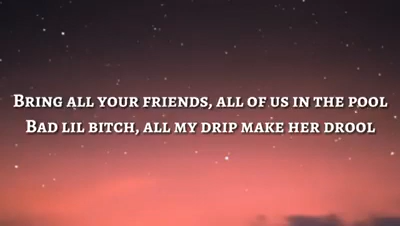 Bring all your friends, all of us in the pool
Bad lil bitch, all my drip make her drool